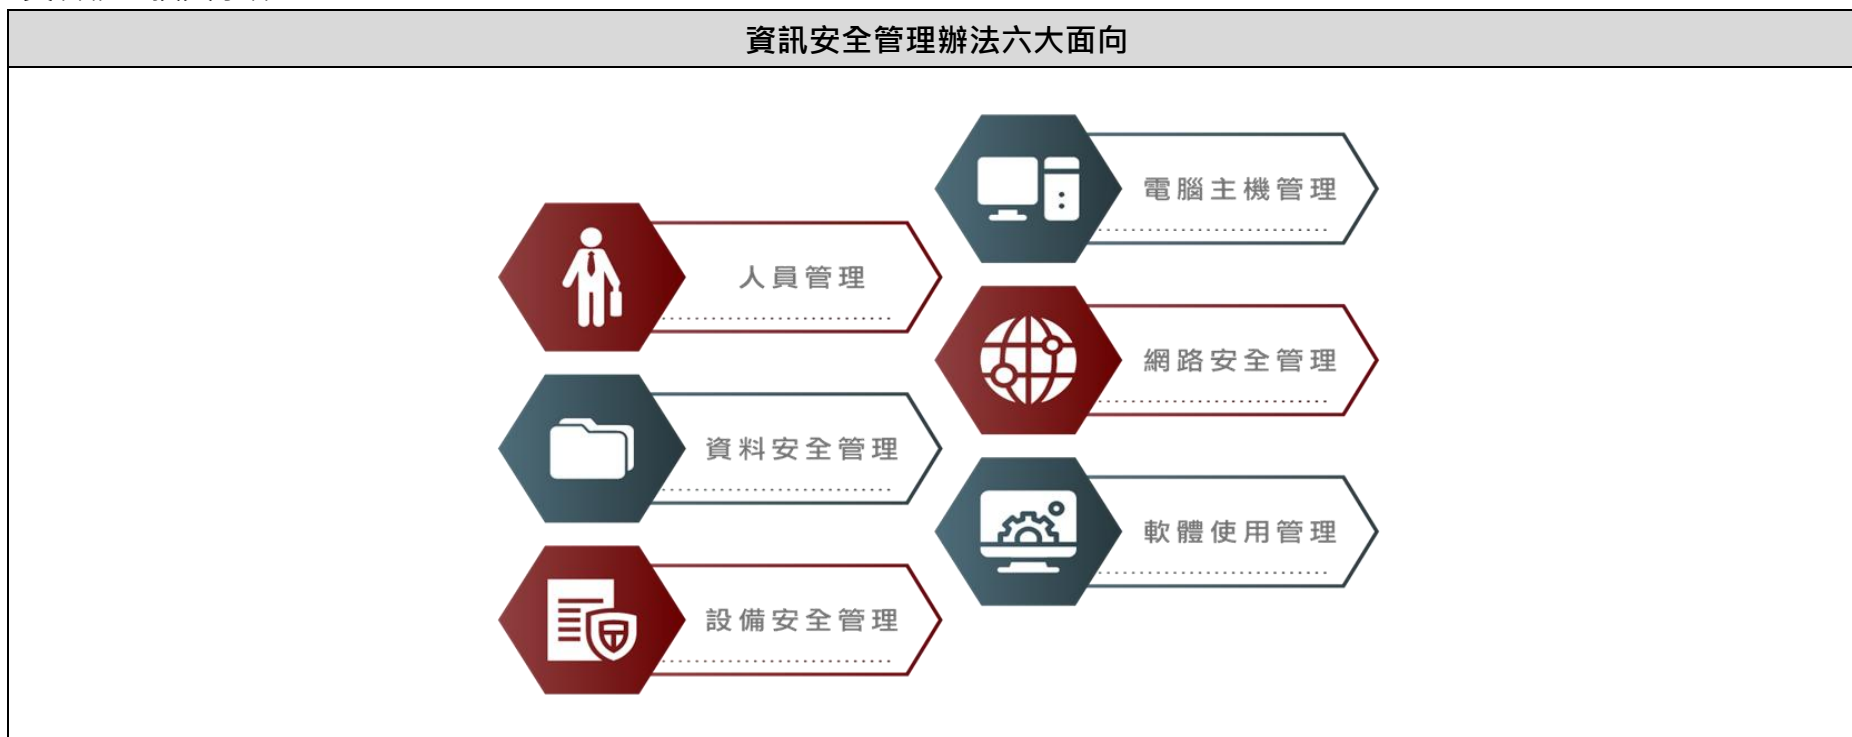 資訊安全管理辦法六大面向
人員管理
資料安全管理
設備安全管理
電腦主機管理
網路安全管理
軟體使用管理